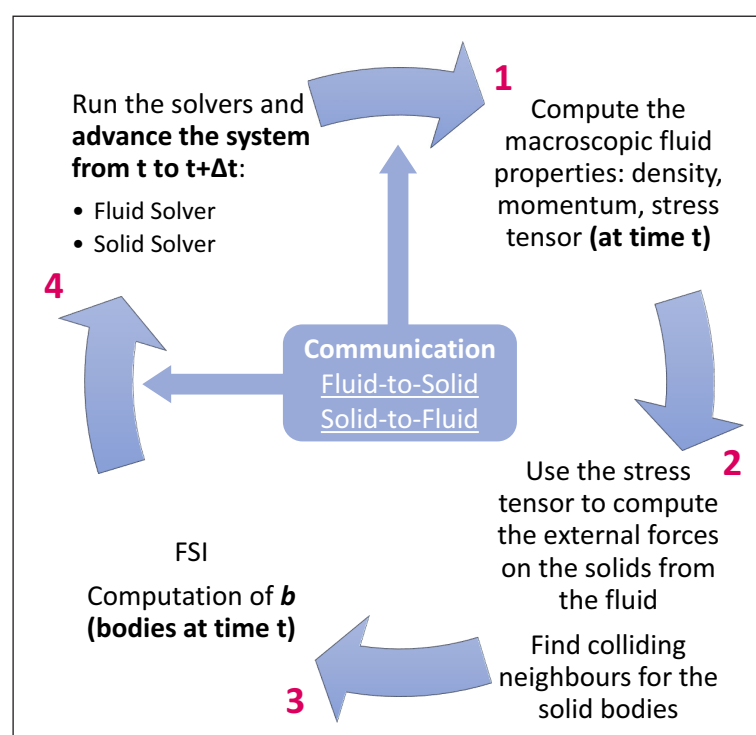 1
Compute the
macroscopic fluid
properties: density,
momentum, stress
tensor (at time t)
2
Use the stress
tensor to compute
the external forces
on the solids from
the fluid
Find colliding
neighbours for the
solid bodies
3
FSI
Computation of b
(bodies at time t)
4
Run the solvers and
advance the system
from t to t+Δt:
• Fluid Solver
• Solid Solver
Communication
Fluid-to-Solid
Solid-to-Fluid